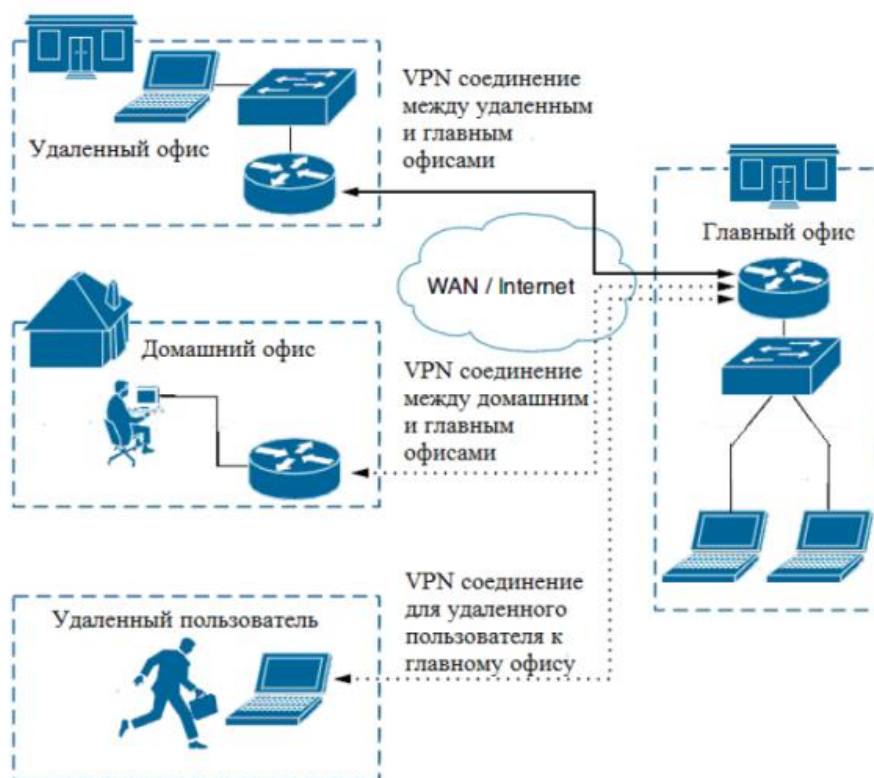 Удаленный офис
VPN соединение
между удаленным
и главным
офисами
Главный офис
WAN / Internet
Домашний офис
VPN соединение
между домашним
и главным
офисами
Удаленный пользователь
VPN соединение
для удаленного
пользователя к
главному офису